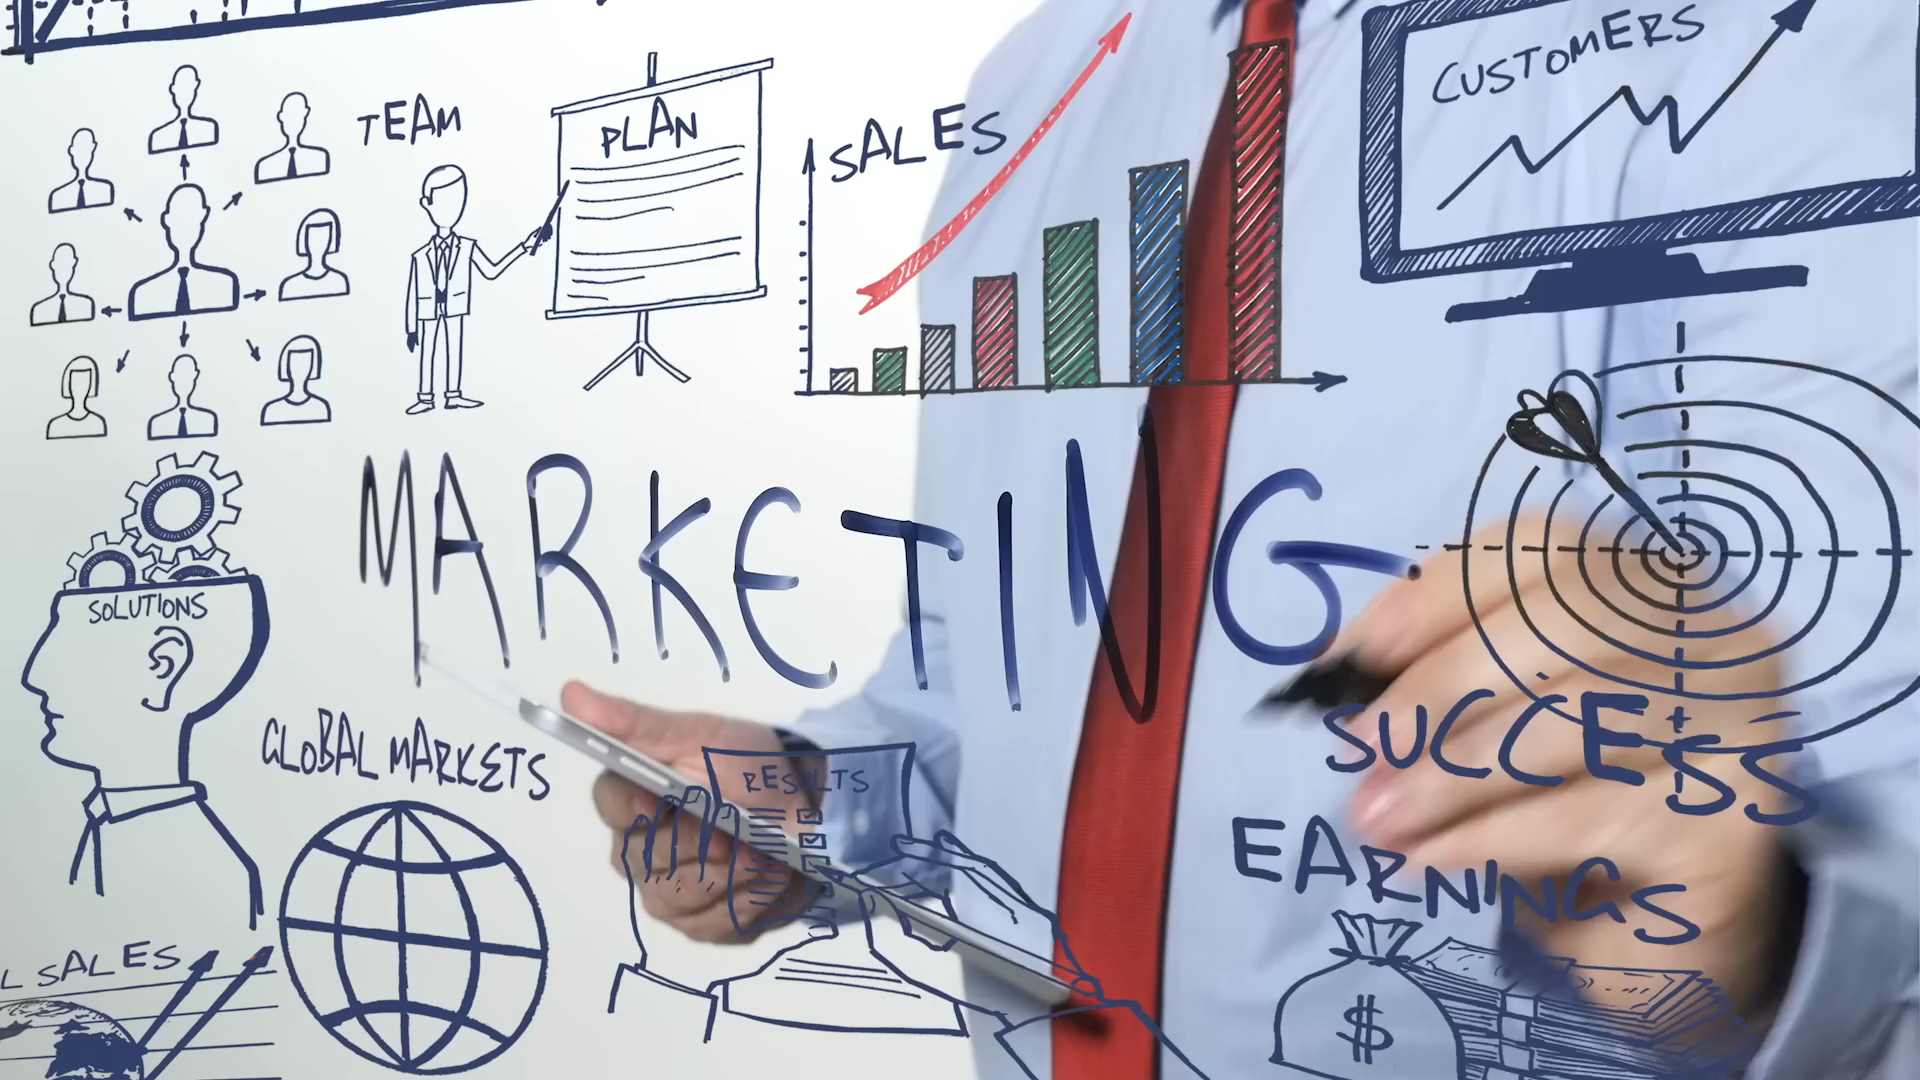 CUSTOMERS
TEAM
PLAN
SALES
MARKETING
SOLUTIONS
SUCCESS
GLOBAL MARKETS
RESULTS
EARNINGS
L SALES
$